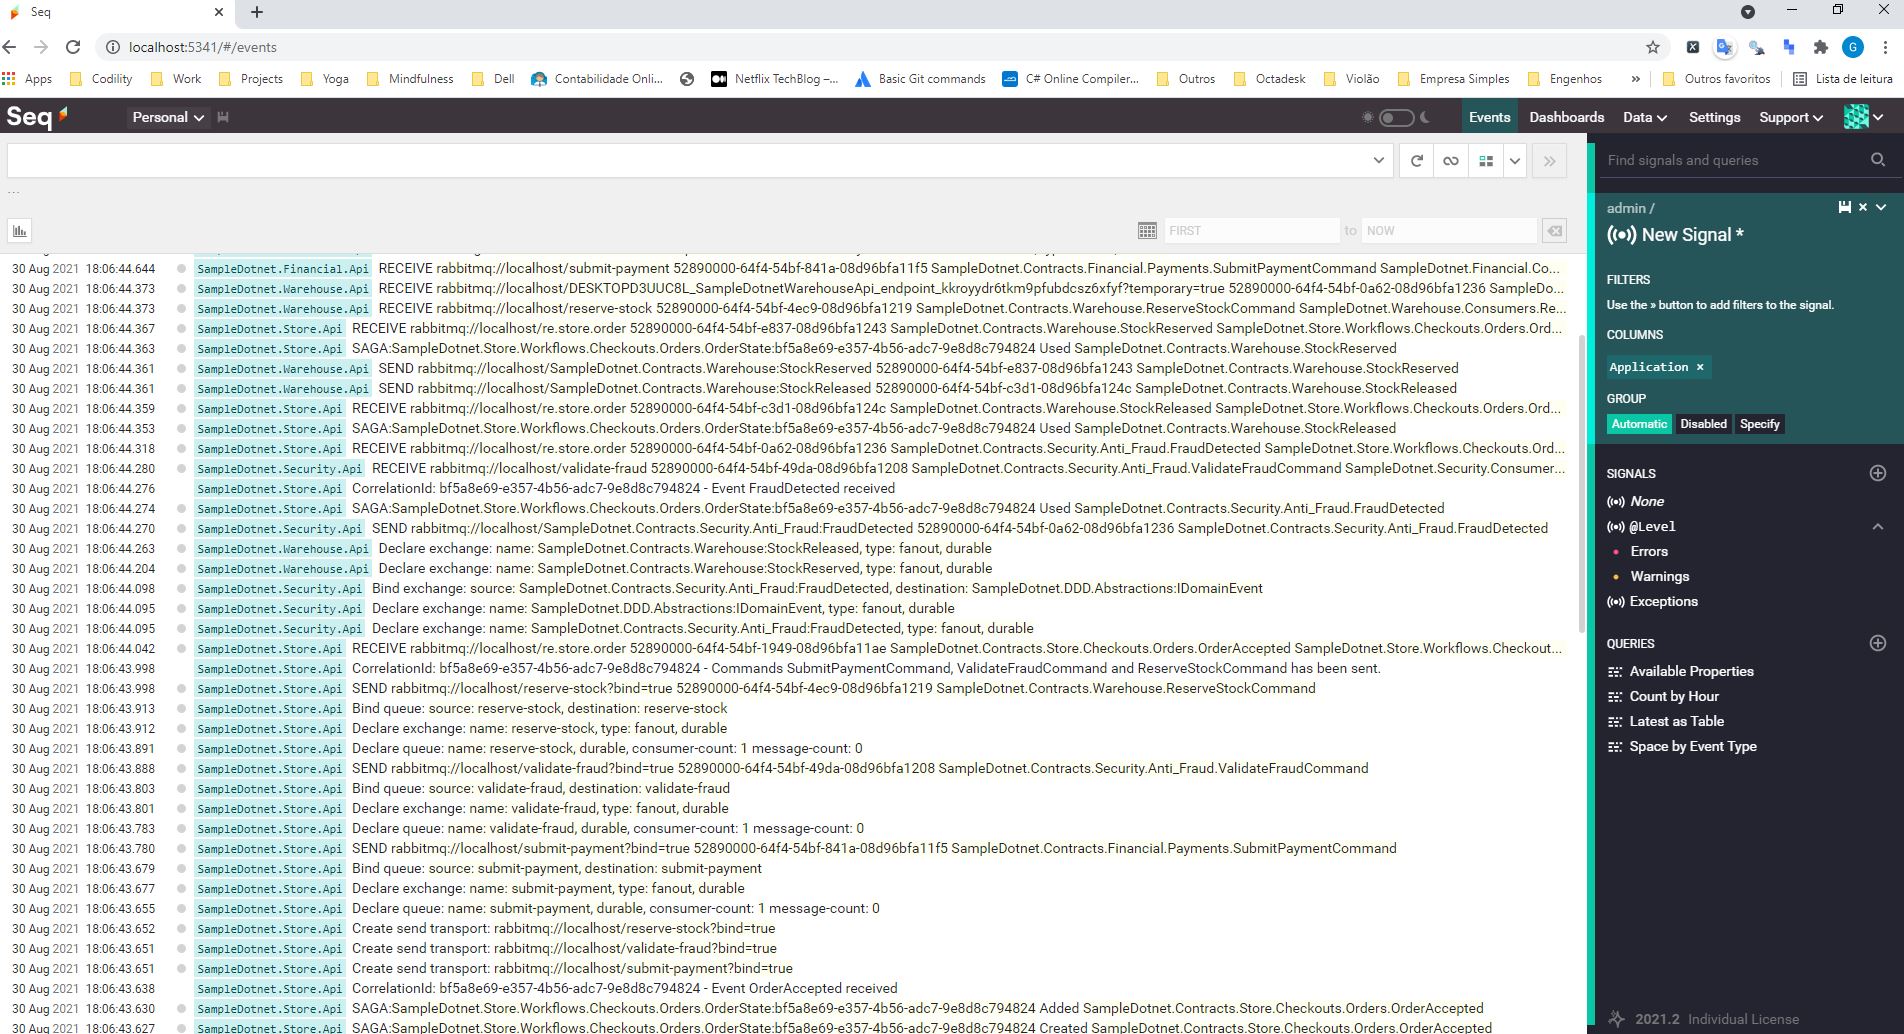 Seq
localhost:5341/#/events
G
Apps Codility Work Projects Yoga Mindfulness Dell Contabilidade Onli... Netflix TechBlog –... Basic Git commands C# Online Compiler... Outros Octadesk Violão Empresa Simples Engenhos » Outros favoritos Lista de leitura
Seq Personal Events Dashboards Data Settings Support
...
FIRST to NOW
30 Aug 2021 18:06:44.644 SampleDotnet.Financial.Api RECEIVE rabbitmq://localhost/submit-payment 52890000-64f4-54bf-841a-08d96bfa11f5 SampleDotnet.Contracts.Financial.Payments.SubmitPaymentCommand SampleDotnet.Financial.Co...
30 Aug 2021 18:06:44.373 SampleDotnet.Warehouse.Api RECEIVE rabbitmq://localhost/DESKTOPD3UUC8L_SampleDotnetWarehouseApi_endpoint_kkroyydr6tkm9pfubdcsz6xfyf?temporary=true 52890000-64f4-54bf-0a62-08d96bfa1236 SampleDo...
30 Aug 2021 18:06:44.373 SampleDotnet.Warehouse.Api RECEIVE rabbitmq://localhost/reserve-stock 52890000-64f4-54bf-4ec9-08d96bfa1219 SampleDotnet.Contracts.Warehouse.ReserveStockCommand SampleDotnet.Warehouse.Consumers.Re...
30 Aug 2021 18:06:44.367 SampleDotnet.Store.Api RECEIVE rabbitmq://localhost/re.store.order 52890000-64f4-54bf-e837-08d96bfa1243 SampleDotnet.Contracts.Warehouse.StockReserved SampleDotnet.Store.Workflows.Checkouts.Orders.Ord...
30 Aug 2021 18:06:44.363 SampleDotnet.Store.Api SAGA:SampleDotnet.Store.Workflows.Checkouts.Orders.OrderState:bf5a8e69-e357-4b56-adc7-9e8d8c794824 Used SampleDotnet.Contracts.Warehouse.StockReserved
30 Aug 2021 18:06:44.361 SampleDotnet.Warehouse.Api SEND rabbitmq://localhost/SampleDotnet.Contracts.Warehouse:StockReserved 52890000-64f4-54bf-e837-08d96bfa1243 SampleDotnet.Contracts.Warehouse.StockReserved
30 Aug 2021 18:06:44.361 SampleDotnet.Warehouse.Api SEND rabbitmq://localhost/SampleDotnet.Contracts.Warehouse:StockReleased 52890000-64f4-54bf-c3d1-08d96bfa124c SampleDotnet.Contracts.Warehouse.StockReleased
30 Aug 2021 18:06:44.359 SampleDotnet.Store.Api RECEIVE rabbitmq://localhost/re.store.order 52890000-64f4-54bf-c3d1-08d96bfa124c SampleDotnet.Contracts.Warehouse.StockReleased SampleDotnet.Store.Workflows.Checkouts.Orders.Ord...
30 Aug 2021 18:06:44.353 SampleDotnet.Store.Api SAGA:SampleDotnet.Store.Workflows.Checkouts.Orders.OrderState:bf5a8e69-e357-4b56-adc7-9e8d8c794824 Used SampleDotnet.Contracts.Warehouse.StockReleased
30 Aug 2021 18:06:44.318 SampleDotnet.Store.Api RECEIVE rabbitmq://localhost/re.store.order 52890000-64f4-54bf-0a62-08d96bfa1236 SampleDotnet.Contracts.Security.Anti_Fraud.FraudDetected SampleDotnet.Store.Workflows.Checkouts.Ord...
30 Aug 2021 18:06:44.280 SampleDotnet.Security.Api RECEIVE rabbitmq://localhost/validate-fraud 52890000-64f4-54bf-49da-08d96bfa1208 SampleDotnet.Contracts.Security.Anti_Fraud.ValidateFraudCommand SampleDotnet.Security.Consumer...
30 Aug 2021 18:06:44.276 SampleDotnet.Store.Api CorrelationId: bf5a8e69-e357-4b56-adc7-9e8d8c794824 - Event FraudDetected received
30 Aug 2021 18:06:44.274 SampleDotnet.Store.Api SAGA:SampleDotnet.Store.Workflows.Checkouts.Orders.OrderState:bf5a8e69-e357-4b56-adc7-9e8d8c794824 Used SampleDotnet.Contracts.Security.Anti_Fraud.FraudDetected
30 Aug 2021 18:06:44.270 SampleDotnet.Security.Api SEND rabbitmq://localhost/SampleDotnet.Contracts.Security.Anti_Fraud:FraudDetected 52890000-64f4-54bf-0a62-08d96bfa1236 SampleDotnet.Contracts.Security.Anti_Fraud.FraudDetected
30 Aug 2021 18:06:44.263 SampleDotnet.Warehouse.Api Declare exchange: name: SampleDotnet.Contracts.Warehouse:StockReleased, type: fanout, durable
30 Aug 2021 18:06:44.204 SampleDotnet.Warehouse.Api Declare exchange: name: SampleDotnet.Contracts.Warehouse:StockReserved, type: fanout, durable
30 Aug 2021 18:06:44.098 SampleDotnet.Security.Api Bind exchange: source: SampleDotnet.Contracts.Security.Anti_Fraud:FraudDetected, destination: SampleDotnet.DDD.Abstractions:IDomainEvent
30 Aug 2021 18:06:44.095 SampleDotnet.Security.Api Declare exchange: name: SampleDotnet.DDD.Abstractions:IDomainEvent, type: fanout, durable
30 Aug 2021 18:06:44.095 SampleDotnet.Security.Api Declare exchange: name: SampleDotnet.Contracts.Security.Anti_Fraud:FraudDetected, type: fanout, durable
30 Aug 2021 18:06:44.042 SampleDotnet.Store.Api RECEIVE rabbitmq://localhost/re.store.order 52890000-64f4-54bf-1949-08d96bfa11ae SampleDotnet.Contracts.Store.Checkouts.Orders.OrderAccepted SampleDotnet.Store.Workflows.Checkout...
30 Aug 2021 18:06:43.998 SampleDotnet.Store.Api CorrelationId: bf5a8e69-e357-4b56-adc7-9e8d8c794824 - Commands SubmitPaymentCommand, ValidateFraudCommand and ReserveStockCommand has been sent.
30 Aug 2021 18:06:43.998 SampleDotnet.Store.Api SEND rabbitmq://localhost/reserve-stock?bind=true 52890000-64f4-54bf-4ec9-08d96bfa1219 SampleDotnet.Contracts.Warehouse.ReserveStockCommand
30 Aug 2021 18:06:43.913 SampleDotnet.Store.Api Bind queue: source: reserve-stock, destination: reserve-stock
30 Aug 2021 18:06:43.912 SampleDotnet.Store.Api Declare exchange: name: reserve-stock, type: fanout, durable
30 Aug 2021 18:06:43.891 SampleDotnet.Store.Api Declare queue: name: reserve-stock, durable, consumer-count: 1 message-count: 0
30 Aug 2021 18:06:43.888 SampleDotnet.Store.Api SEND rabbitmq://localhost/validate-fraud?bind=true 52890000-64f4-54bf-49da-08d96bfa1208 SampleDotnet.Contracts.Security.Anti_Fraud.ValidateFraudCommand
30 Aug 2021 18:06:43.803 SampleDotnet.Store.Api Bind queue: source: validate-fraud, destination: validate-fraud
30 Aug 2021 18:06:43.801 SampleDotnet.Store.Api Declare exchange: name: validate-fraud, type: fanout, durable
30 Aug 2021 18:06:43.783 SampleDotnet.Store.Api Declare queue: name: validate-fraud, durable, consumer-count: 1 message-count: 0
30 Aug 2021 18:06:43.780 SampleDotnet.Store.Api SEND rabbitmq://localhost/submit-payment?bind=true 52890000-64f4-54bf-841a-08d96bfa11f5 SampleDotnet.Contracts.Financial.Payments.SubmitPaymentCommand
30 Aug 2021 18:06:43.679 SampleDotnet.Store.Api Bind queue: source: submit-payment, destination: submit-payment
30 Aug 2021 18:06:43.677 SampleDotnet.Store.Api Declare exchange: name: submit-payment, type: fanout, durable
30 Aug 2021 18:06:43.655 SampleDotnet.Store.Api Declare queue: name: submit-payment, durable, consumer-count: 1 message-count: 0
30 Aug 2021 18:06:43.652 SampleDotnet.Store.Api Create send transport: rabbitmq://localhost/reserve-stock?bind=true
30 Aug 2021 18:06:43.651 SampleDotnet.Store.Api Create send transport: rabbitmq://localhost/validate-fraud?bind=true
30 Aug 2021 18:06:43.651 SampleDotnet.Store.Api Create send transport: rabbitmq://localhost/submit-payment?bind=true
30 Aug 2021 18:06:43.638 SampleDotnet.Store.Api CorrelationId: bf5a8e69-e357-4b56-adc7-9e8d8c794824 - Event OrderAccepted received
30 Aug 2021 18:06:43.630 SampleDotnet.Store.Api SAGA:SampleDotnet.Store.Workflows.Checkouts.Orders.OrderState:bf5a8e69-e357-4b56-adc7-9e8d8c794824 Added SampleDotnet.Contracts.Store.Checkouts.Orders.OrderAccepted
30 Aug 2021 18:06:43.627 SampleDotnet.Store.Api SAGA:SampleDotnet.Store.Workflows.Checkouts.Orders.OrderState:bf5a8e69-e357-4b56-adc7-9e8d8c794824 Created SampleDotnet.Contracts.Store.Checkouts.Orders.OrderAccepted
Find signals and queries
admin /
New Signal *
FILTERS
Use the » button to add filters to the signal.
COLUMNS
Application ×
GROUP
Automatic Disabled Specify
SIGNALS
None
@Level
Errors
Warnings
Exceptions
QUERIES
Available Properties
Count by Hour
Latest as Table
Space by Event Type
2021.2 Individual License